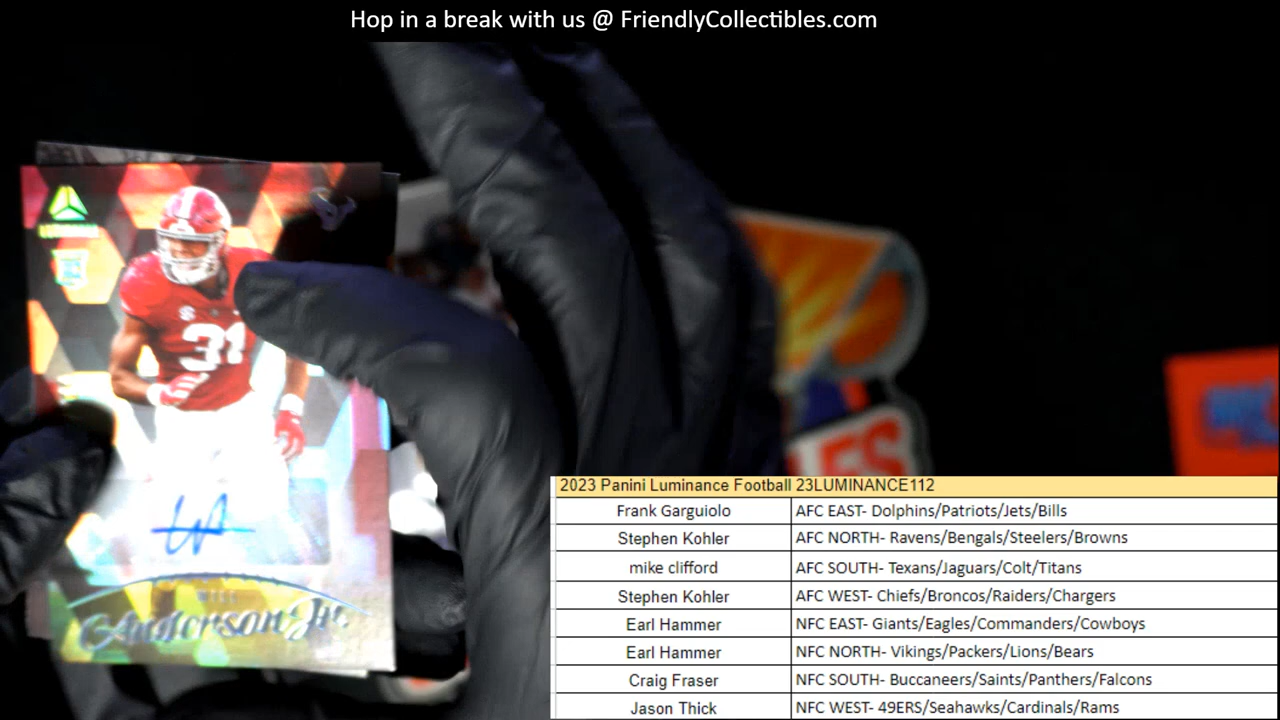 Hop in a break with us @ FriendlyCollectibles.com
LUMINANCE
31
WILL
Anderson Jr.
LES
2023 Panini Luminance Football 23LUMINANCE112
Frank Garguiolo AFC EAST- Dolphins/Patriots/Jets/Bills
Stephen Kohler AFC NORTH- Ravens/Bengals/Steelers/Browns
mike clifford AFC SOUTH- Texans/Jaguars/Colt/Titans
Stephen Kohler AFC WEST- Chiefs/Broncos/Raiders/Chargers
Earl Hammer NFC EAST- Giants/Eagles/Commanders/Cowboys
Earl Hammer NFC NORTH- Vikings/Packers/Lions/Bears
Craig Fraser NFC SOUTH- Buccaneers/Saints/Panthers/Falcons
Jason Thick NFC WEST- 49ERS/Seahawks/Cardinals/Rams